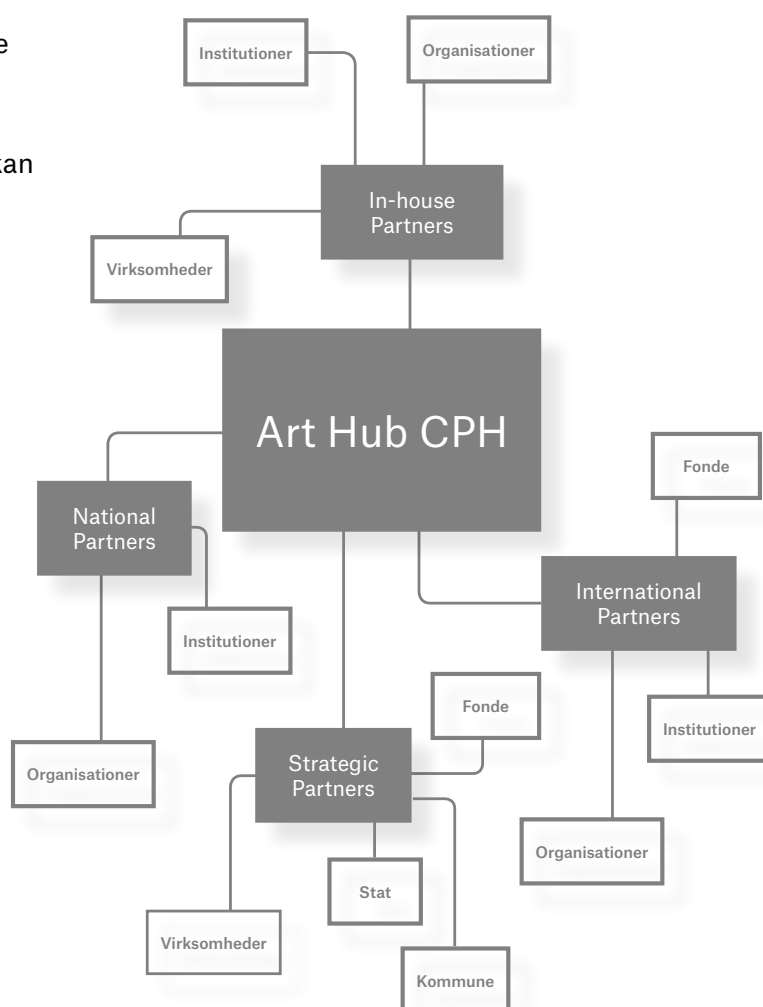 e
kan
Institutioner
Organisationer
In-house
Partners
Virksomheder
Art Hub CPH
Fonde
National
Partners
International
Partners
Institutioner
Fonde
Institutioner
Strategic
Partners
Organisationer
Organisationer
Stat
Virksomheder
Kommune